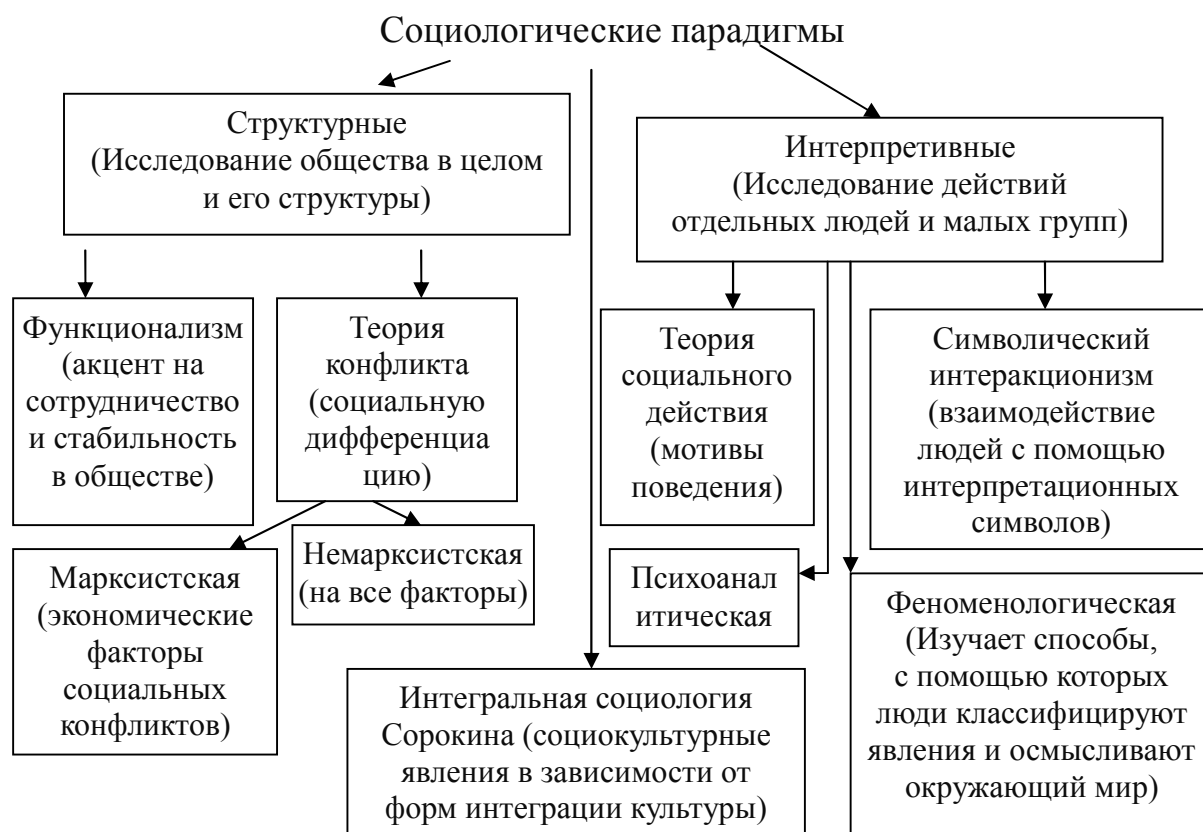 Социологические парадигмы
Структурные
(Исследование общества в целом
и его структуры)
Интерпретивные
(Исследование действий
отдельных людей и малых групп)
Функционализм
(акцент на
сотрудничество
и стабильность
в обществе)
Теория
конфликта
(социальную
дифференциа
цию)
Теория
социального
действия
(мотивы
поведения)
Символический
интеракционизм
(взаимодействие
людей с помощью
интерпретационных
символов)
Марксистская
(экономические
факторы
социальных
конфликтов)
Немарксистская
(на все факторы)
Психоанал
итическая
Феноменологическая
(Изучает способы,
с помощью которых
люди классифицируют
явления и осмысливают
окружающий мир)
Интегральная социология
Сорокина (социокультурные
явления в зависимости от
форм интеграции культуры)